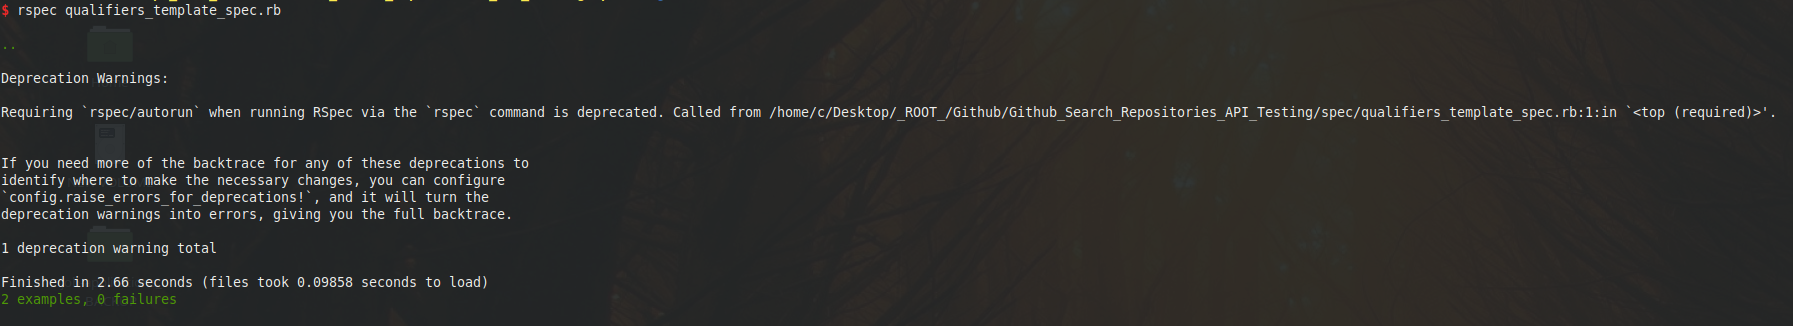 $ rspec qualifiers_template_spec.rb
..
Deprecation Warnings:
Requiring `rspec/autorun` when running RSpec via the `rspec` command is deprecated. Called from /home/c/Desktop/_ROOT_/Github/Github_Search_Repositories_API_Testing/spec/qualifiers_template_spec.rb:1:in `<top (required)>'.
If you need more of the backtrace for any of these deprecations to
identify where to make the necessary changes, you can configure
`config.raise_errors_for_deprecations!`, and it will turn the
deprecation warnings into errors, giving you the full backtrace.
1 deprecation warning total
Finished in 2.66 seconds (files took 0.09858 seconds to load)
2 examples, 0 failures